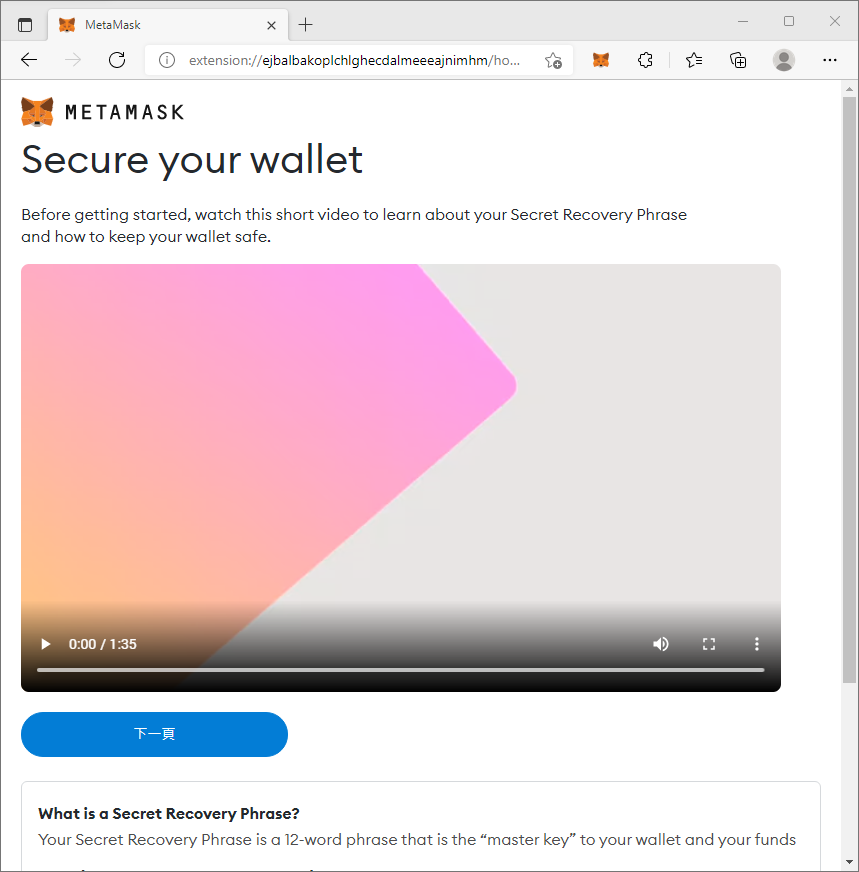 MetaMask
extension://ejbalbakoplchlghecdalmeeeajnimhm/ho...
METAMASK
Secure your wallet
Before getting started, watch this short video to learn about your Secret Recovery Phrase
and how to keep your wallet safe.
0:00 / 1:35
下一頁
What is a Secret Recovery Phrase?
Your Secret Recovery Phrase is a 12-word phrase that is the “master key” to your wallet and your funds